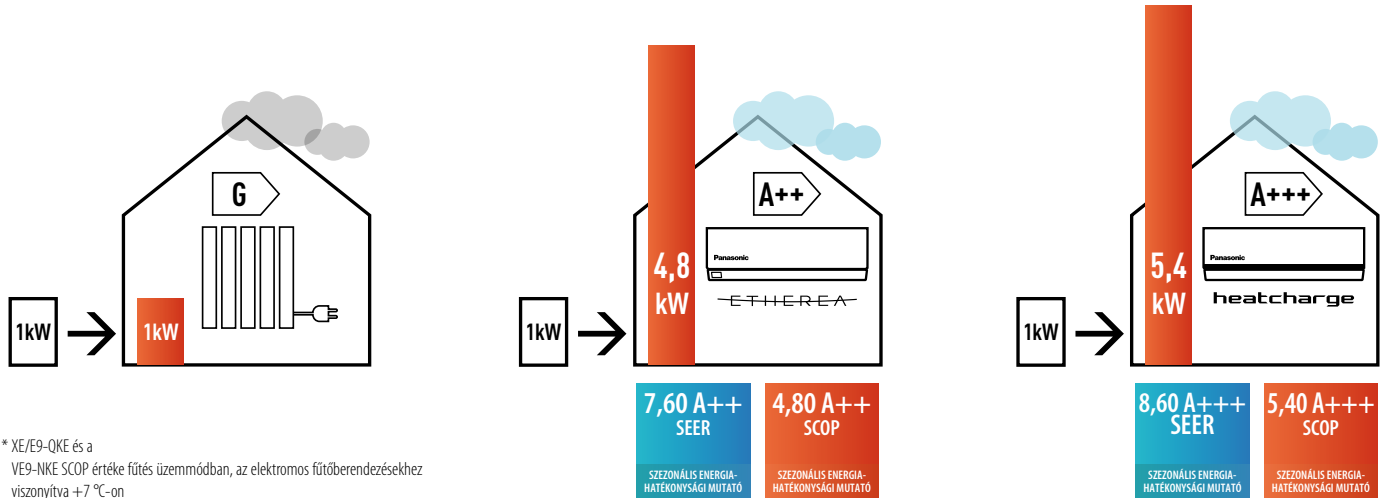 G
1kW
1kW
* XE/E9-QKE és a
VE9-NKE SCOP értéke fűtés üzemmódban, az elektromos fűtőberendezésekhez
viszonyítva +7 °C-on
A++
Panasonic
4,8
kW
ETHEREA
1kW
7,60 A++
SEER
SZEZONÁLIS ENERGIA-
HATÉKONYSÁGI MUTATÓ
4,80 A++
SCOP
SZEZONÁLIS ENERGIA-
HATÉKONYSÁGI MUTATÓ
A+++
Panasonic
5,4
kW
heatcharge
1kW
8,60 A+++
SEER
SZEZONÁLIS ENERGIA-
HATÉKONYSÁGI MUTATÓ
5,40 A+++
SCOP
SZEZONÁLIS ENERGIA-
HATÉKONYSÁGI MUTATÓ